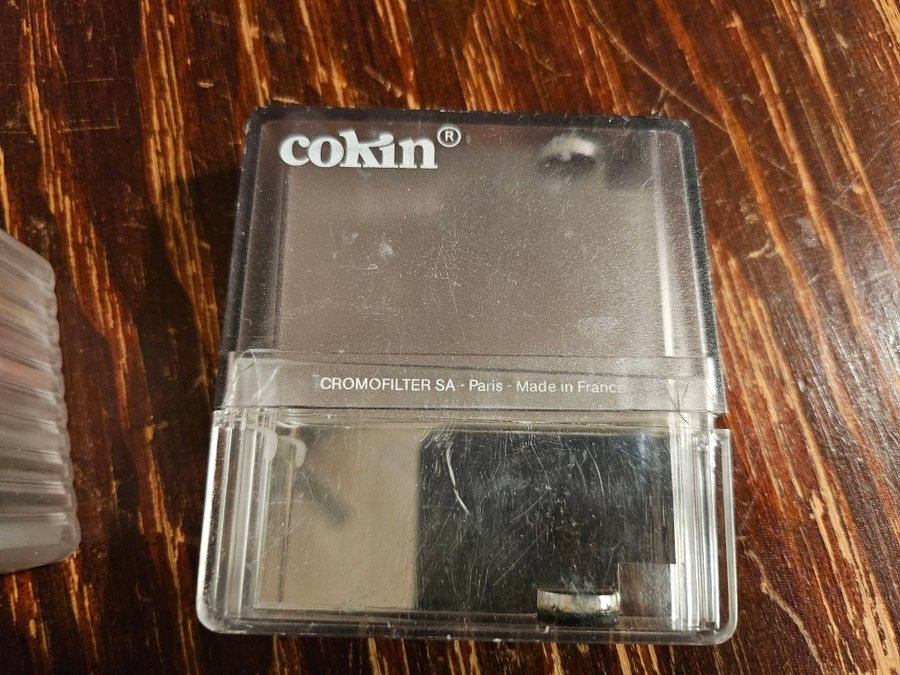 cokin®
CROMOFILTER SA - Paris - Made in France